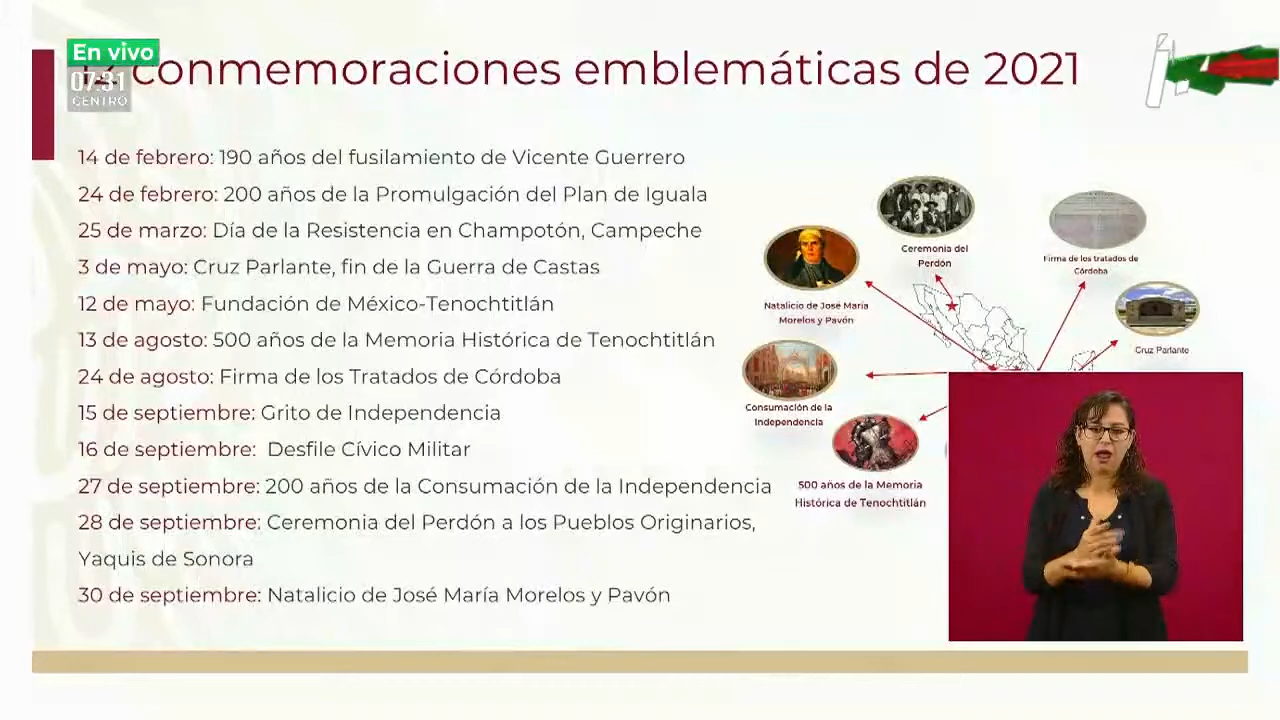 En vivo
07:31
CENTRO
conmemoraciones emblemáticas de 2021
14 de febrero: 190 años del fusilamiento de Vicente Guerrero
24 de febrero: 200 años de la Promulgación del Plan de Iguala
25 de marzo: Día de la Resistencia en Champotón, Campeche
3 de mayo: Cruz Parlante, fin de la Guerra de Castas
12 de mayo: Fundación de México-Tenochtitlán
13 de agosto: 500 años de la Memoria Histórica de Tenochtitlán
24 de agosto: Firma de los Tratados de Córdoba
15 de septiembre: Grito de Independencia
16 de septiembre: Desfile Cívico Militar
27 de septiembre: 200 años de la Consumación de la Independencia
28 de septiembre: Ceremonia del Perdón a los Pueblos Originarios,
Yaquis de Sonora
30 de septiembre: Natalicio de José María Morelos y Pavón
Ceremonia del
Perdón
Firma de los tratados de
Córdoba
Natalicio de José María
Morelos y Pavón
Cruz Parlante
Consumación de la
Independencia
500 años de la Memoria
Histórica de Tenochtitlán